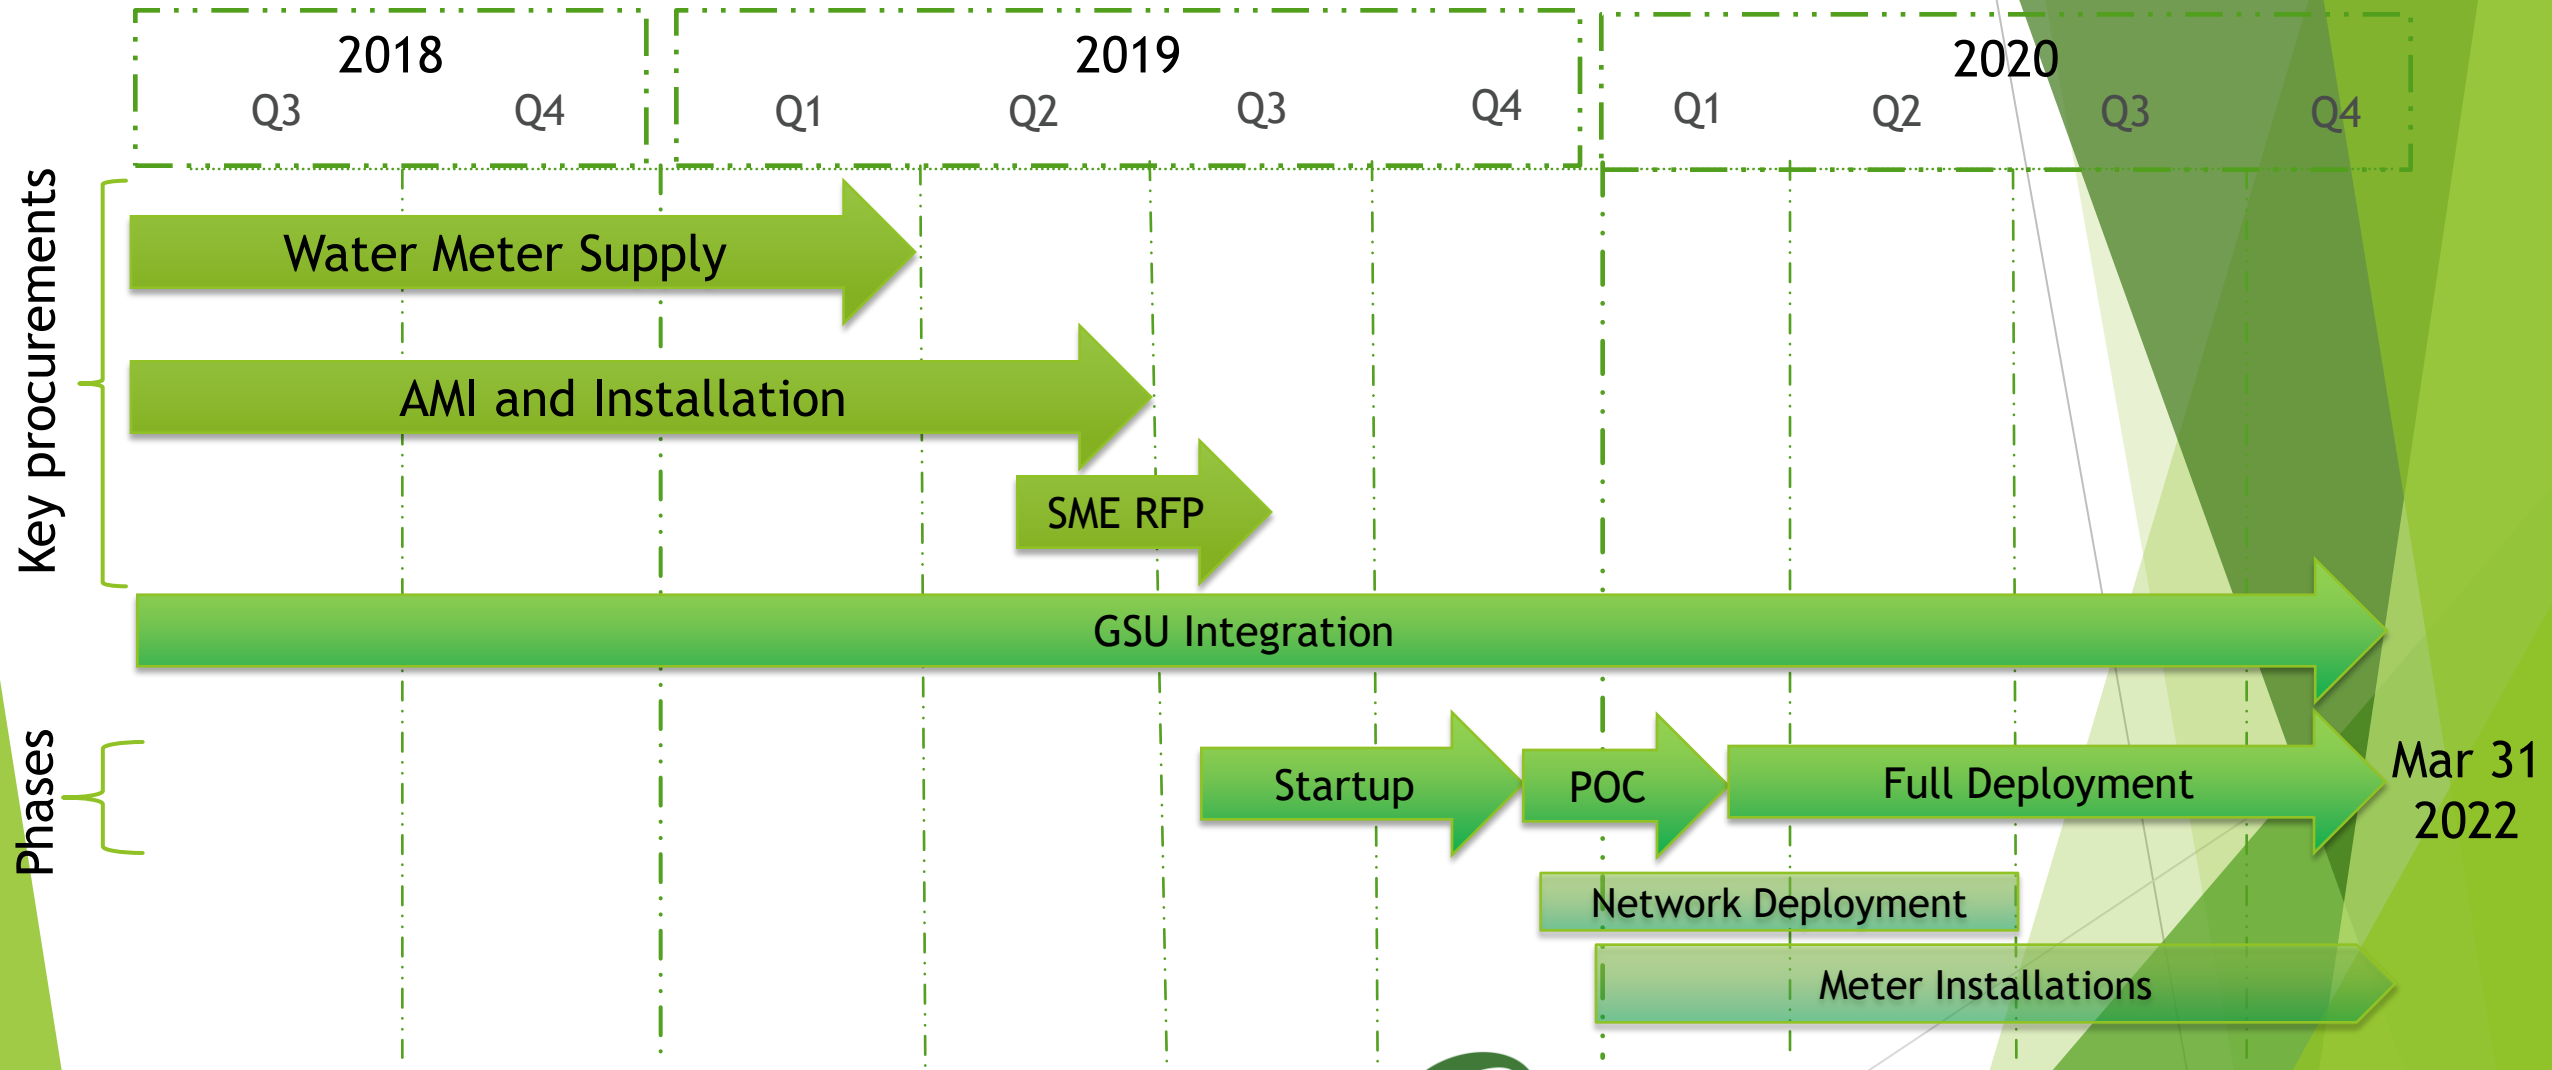 2018
2019
2020
Q3
Q4
Q1
Q2
Q3
Q4
Q1
Q2
Q3
Q4
Key procurements
Water Meter Supply
AMI and Installation
SME RFP
GSU Integration
Phases
Startup
POC
Full Deployment
Mar 31
2022
Network Deployment
Meter Installations